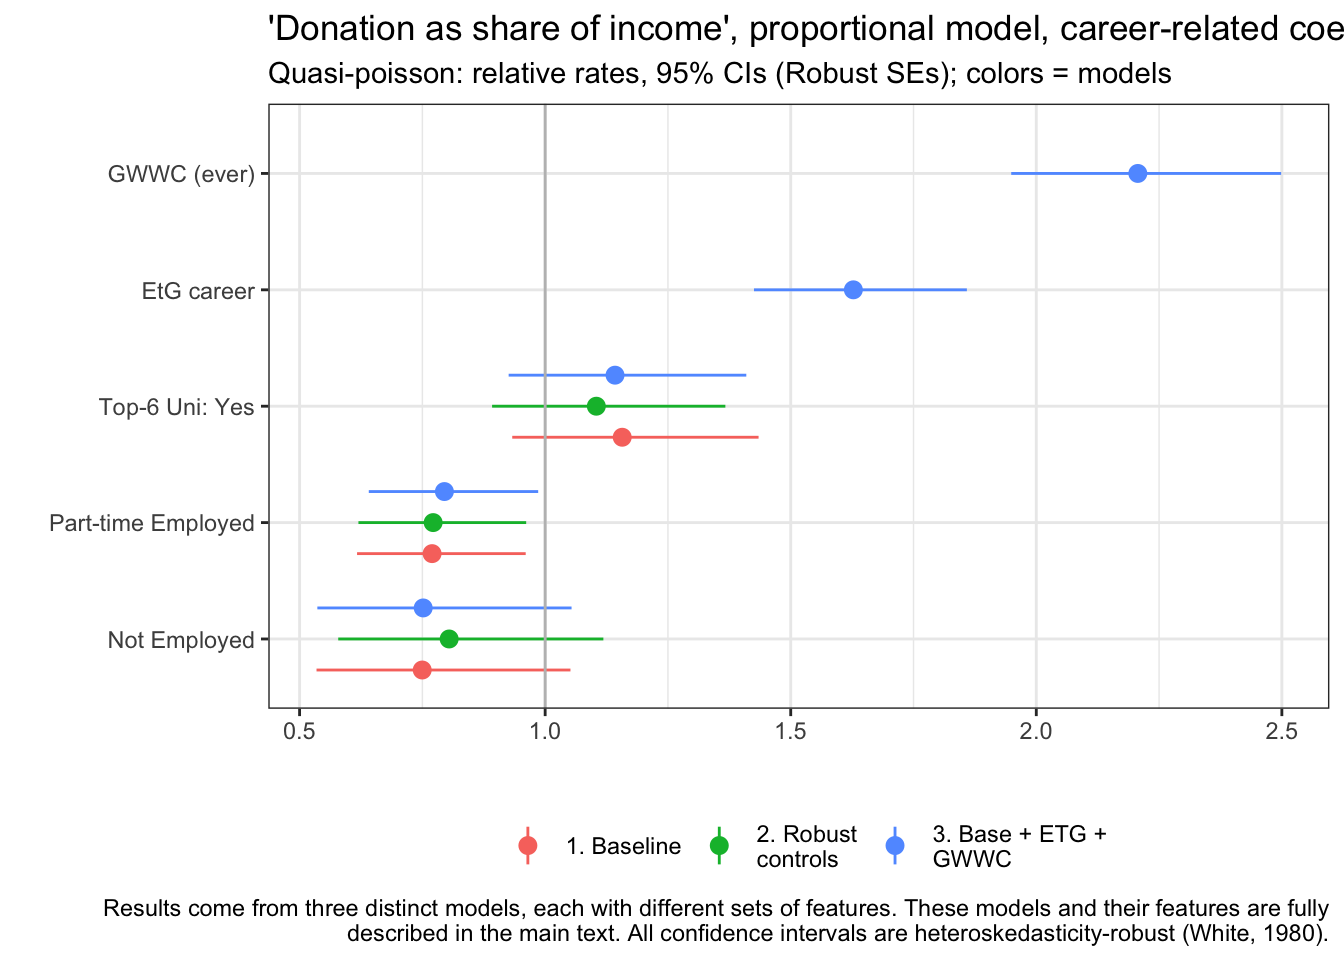 'Donation as share of income', proportional model, career-related coe
Quasi-poisson: relative rates, 95% CIs (Robust SEs); colors = models
GWWC (ever)
EtG career
Top-6 Uni: Yes
Part-time Employed
Not Employed
0.5 1.0 1.5 2.0 2.5
1. Baseline
2. Robust
controls
3. Base + ETG +
GWWC
Results come from three distinct models, each with different sets of features. These models and their features are fully
described in the main text. All confidence intervals are heteroskedasticity-robust (White, 1980).